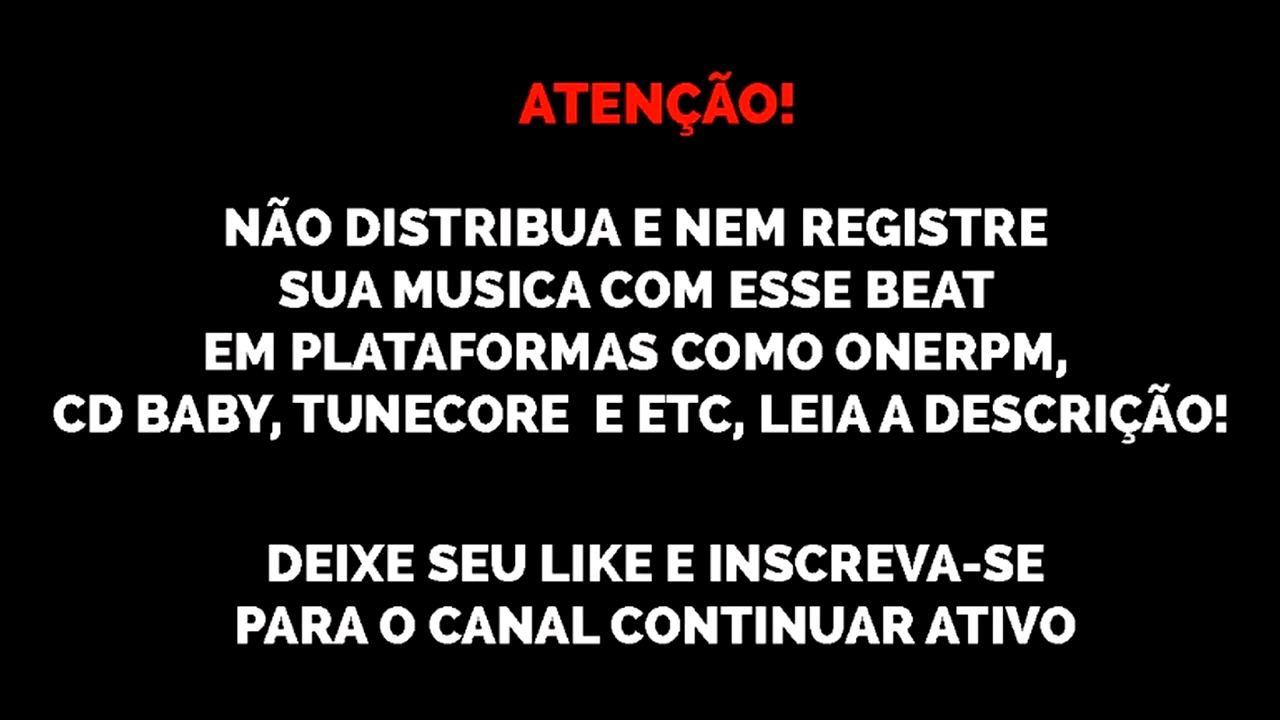 ATENÇÃO!
NÃO DISTRIBUA E NEM REGISTRE
SUA MUSICA COM ESSE BEAT
EM PLATAFORMAS COMO ONERPM,
CD BABY, TUNECORE E ETC, LEIA A DESCRIÇÃO!
DEIXE SEU LIKE E INSCREVA-SE
PARA O CANAL CONTINUAR ATIVO